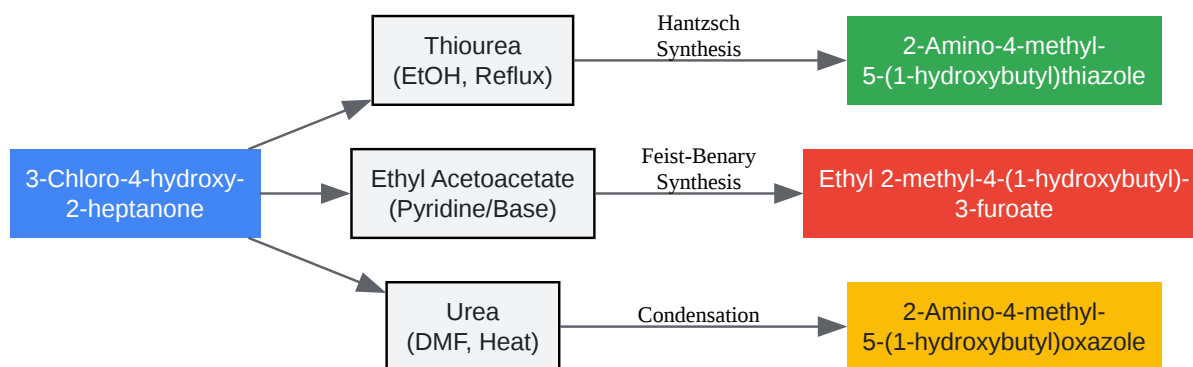 Thiourea
(EtOH, Reflux)
Hantzsch
Synthesis
2-Amino-4-methyl-
5-(1-hydroxybutyl)thiazole
3-Chloro-4-hydroxy-
2-heptanone
Ethyl Acetoacetate
(Pyridine/Base)
Feist-Benary
Synthesis
Ethyl 2-methyl-4-(1-hydroxybutyl)-
3-furoate
Urea
(DMF, Heat)
Condensation
2-Amino-4-methyl-
5-(1-hydroxybutyl)oxazole